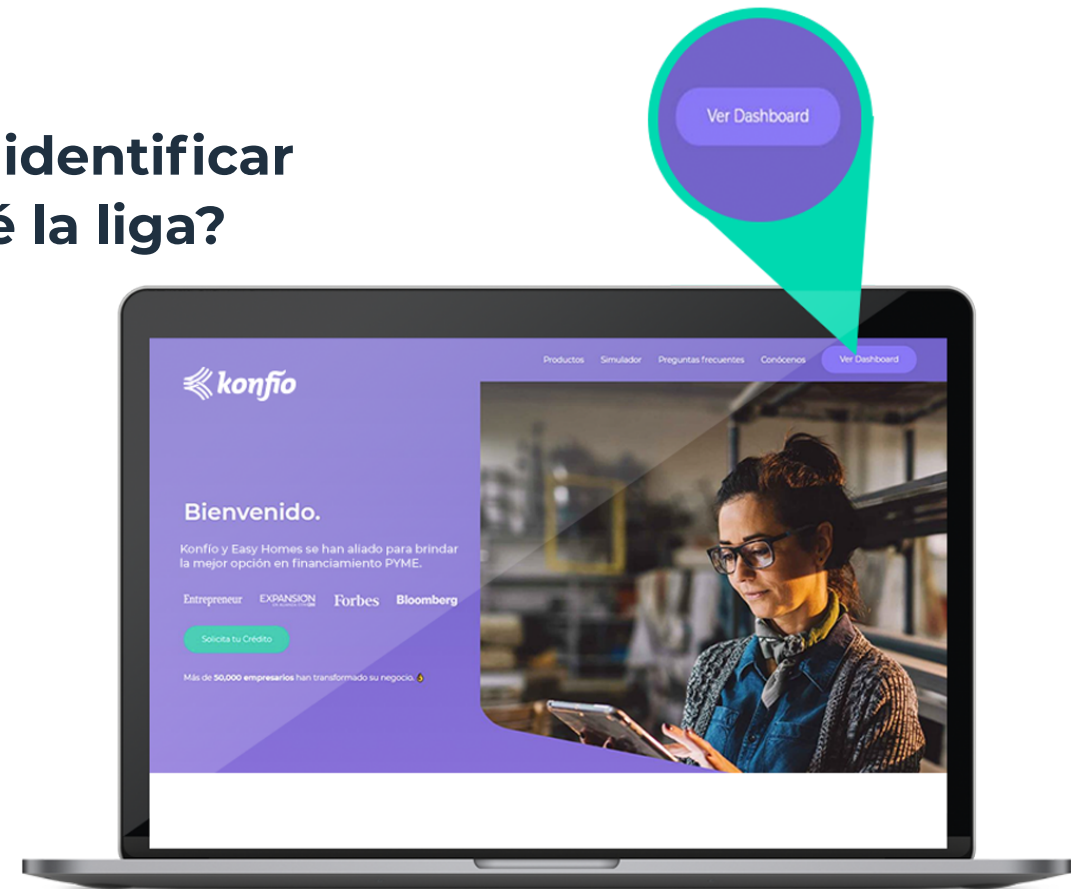 Ver Dashboard
identificar
é la liga?
Productos Simulador Preguntas frecuentes Conócenos Ver Dashboard
konfío
Bienvenido.
Konfío y Easy Homes se han aliado para brindar
la mejor opción en financiamiento PYME.
Entrepreneur EXPANSIÓN Forbes Bloomberg
Solicita tu Crédito
Más de 50,000 empresarios han transformado su negocio.